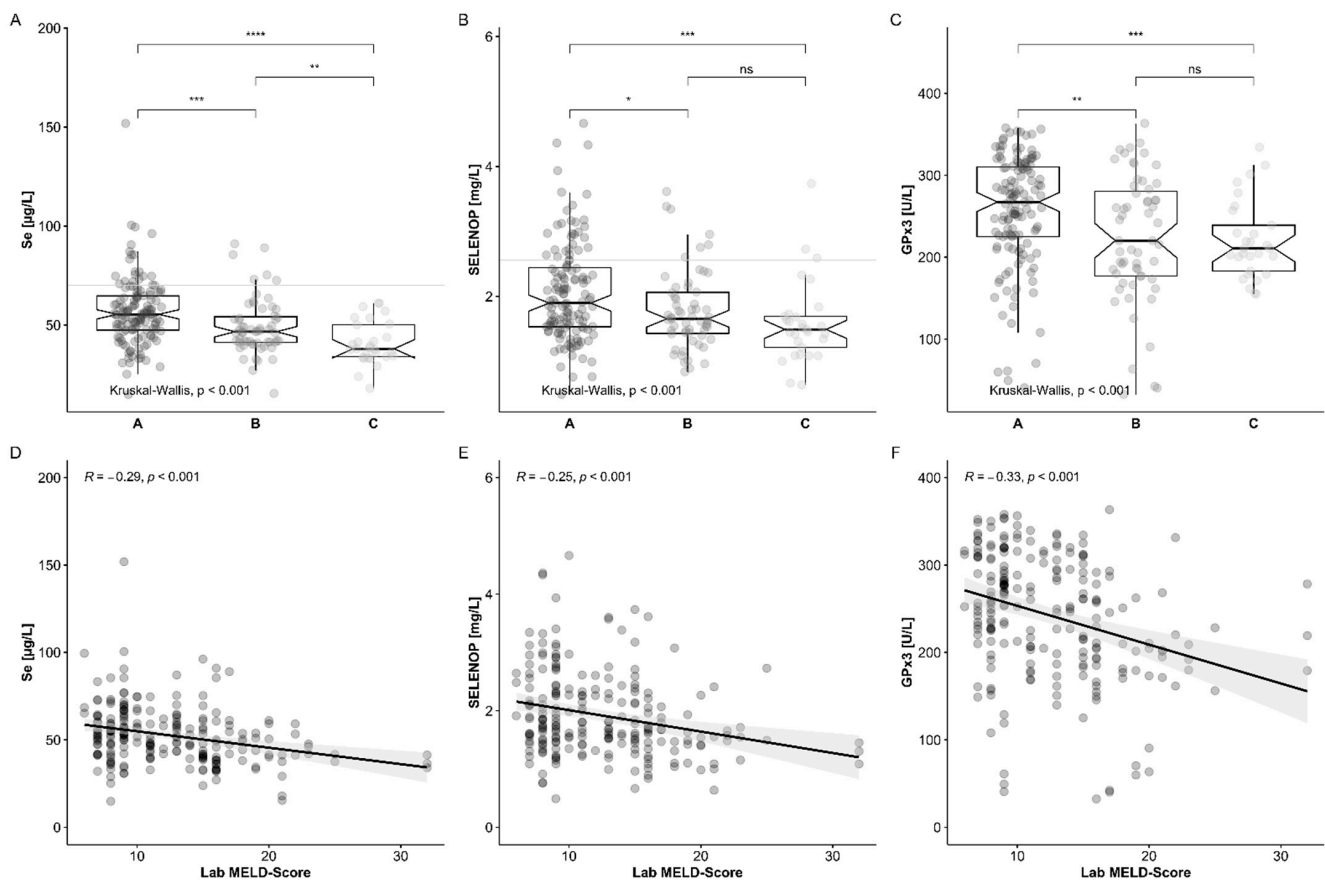 A
B
C
Se [µg/L]
200
150
100
50
****
**
***
Kruskal-Wallis, p < 0.001
A
B
C
SELENOP [mg/L]
6
4
2
***
ns
*
Kruskal-Wallis, p < 0.001
A
B
C
GPx3 [U/L]
400
300
200
100
0
***
ns
**
Kruskal-Wallis, p < 0.001
A
B
C
D
E
F
Se [µg/L]
200
150
100
50
0
R = −0.29, p < 0.001
10
20
30
Lab MELD-Score
SELENOP [mg/L]
6
4
2
0
R = −0.25, p < 0.001
10
20
30
Lab MELD-Score
GPx3 [U/L]
400
300
200
100
0
R = −0.33, p < 0.001
10
20
30
Lab MELD-Score